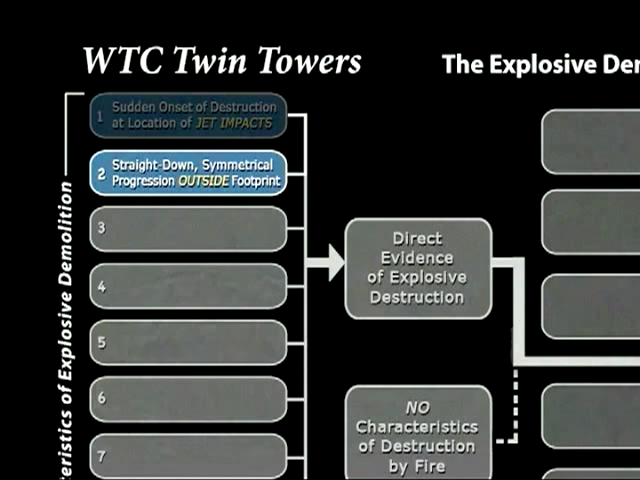 WTC Twin Towers
The Explosive
1 Sudden Onset of Destruction
at Location of JET IMPACTS
2 Straight-Down, Symmetrical
Progression OUTSIDE Footprint
3
4
5
6
7
of Explosive Demolition
Direct
Evidence
of Explosive
Destruction
NO
Characteristics
of Destruction
by Fire